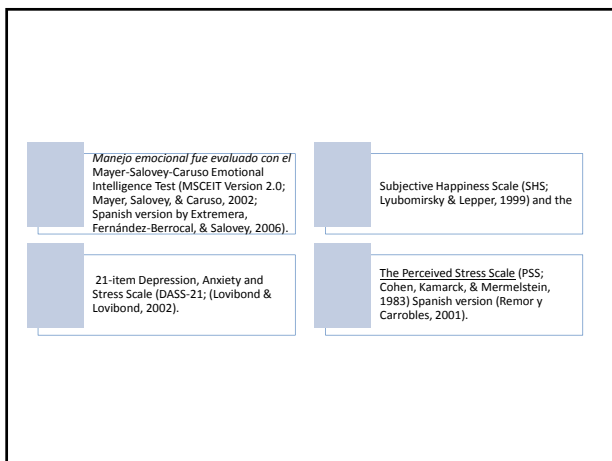 Manejo emocional fue evaluado con el
Mayer-Salovey-Caruso Emotional
Intelligence Test (MSCEIT Version 2.0;
Mayer, Salovey, & Caruso, 2002;
Spanish version by Extremera,
Fernández-Berrocal, & Salovey, 2006).
Subjective Happiness Scale (SHS;
Lyubomirsky & Lepper, 1999) and the
21-item Depression, Anxiety and
Stress Scale (DASS-21; (Lovibond &
Lovibond, 2002).
The Perceived Stress Scale (PSS;
Cohen, Kamarck, & Mermelstein,
1983) Spanish version (Remor y
Carrobles, 2001).